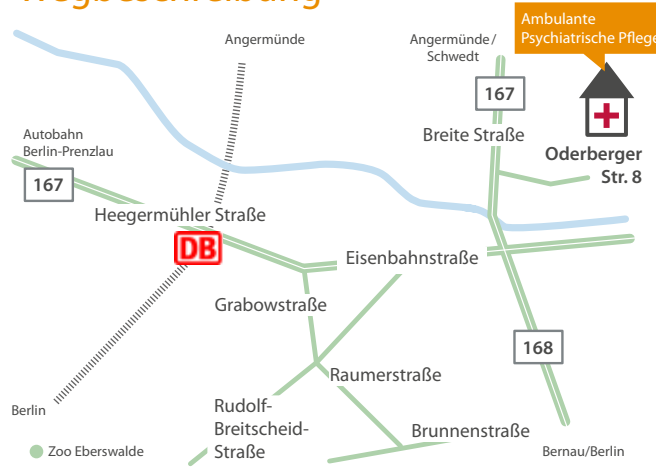 Wegbeschreibung
Ambulante
Psychiatrische Pflege
Angermünde
Angermünde/
Schwedt
167
Breite Straße
Autobahn
Berlin-Prenzlau
167
Oderberger
Str. 8
Heegermühler Straße
DB
Eisenbahnstraße
Grabowstraße
168
Raumerstraße
Berlin
Rudolf-
Breitscheid-
Straße
Brunnenstraße
Zoo Eberswalde
Bernau/Berlin